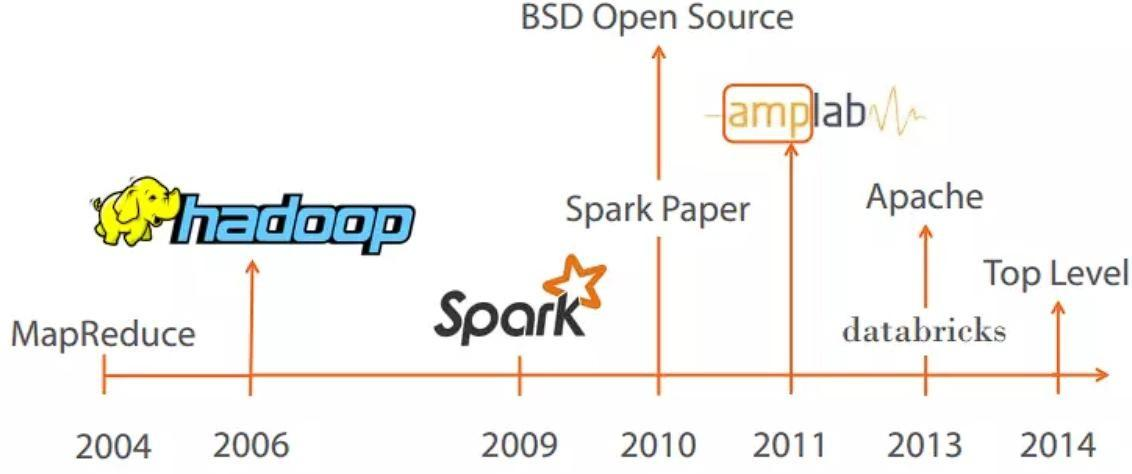 BSD Open Source
amplab
hadoop
Spark Paper
Apache
Spark
Top Level
MapReduce
databricks
2004 2006 2009 2010 2011 2013 2014